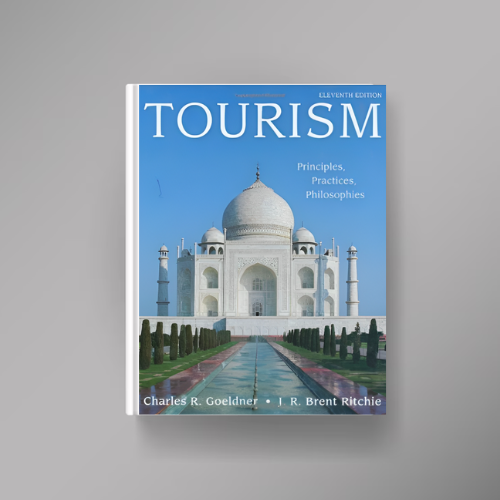 ELEVENTH EDITION
TOURISM
Principles,
Practices,
Philosophies
Charles R. Goeldner • J R. Brent Ritchie